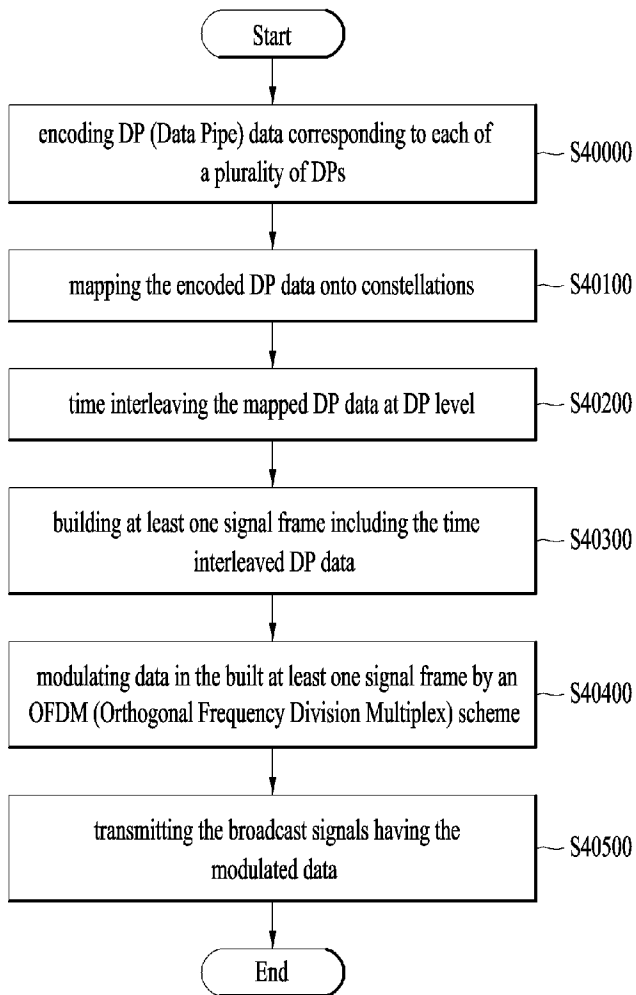 Start
encoding DP (Data Pipe) data corresponding to each of
a plurality of DPs
S40000
mapping the encoded DP data onto constellations
S40100
time interleaving the mapped DP data at DP level
S40200
building at least one signal frame including the time
interleaved DP data
S40300
modulating data in the built at least one signal frame by an
OFDM (Orthogonal Frequency Division Multiplex) scheme
S40400
transmitting the broadcast signals having the
modulated data
S40500
End